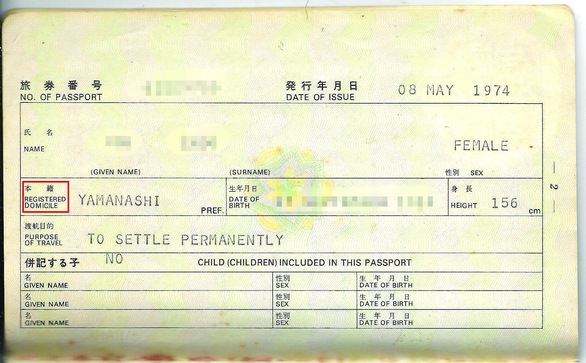 旅券番号 発行年月日
NO. OF PASSPORT DATE OF ISSUE 08 MAY 1974
氏 名
NAME FEMALE
(GIVEN NAME) (SURNAME) 性別 SEX
本 籍 生年月日 身 長
REGISTERED DOMICILE YAMANASHI PREF. DATE OF BIRTH HEIGHT 156 cm
渡航目的
PURPOSE OF TRAVEL TO SETTLE PERMANENTLY
併記する子 NO CHILD (CHILDREN) INCLUDED IN THIS PASSPORT
名 性別 生 年 月 日
GIVEN NAME SEX DATE OF BIRTH
名 性別 生 年 月 日
GIVEN NAME SEX DATE OF BIRTH
名 性別 生 年 月 日
GIVEN NAME SEX DATE OF BIRTH
— 2 —